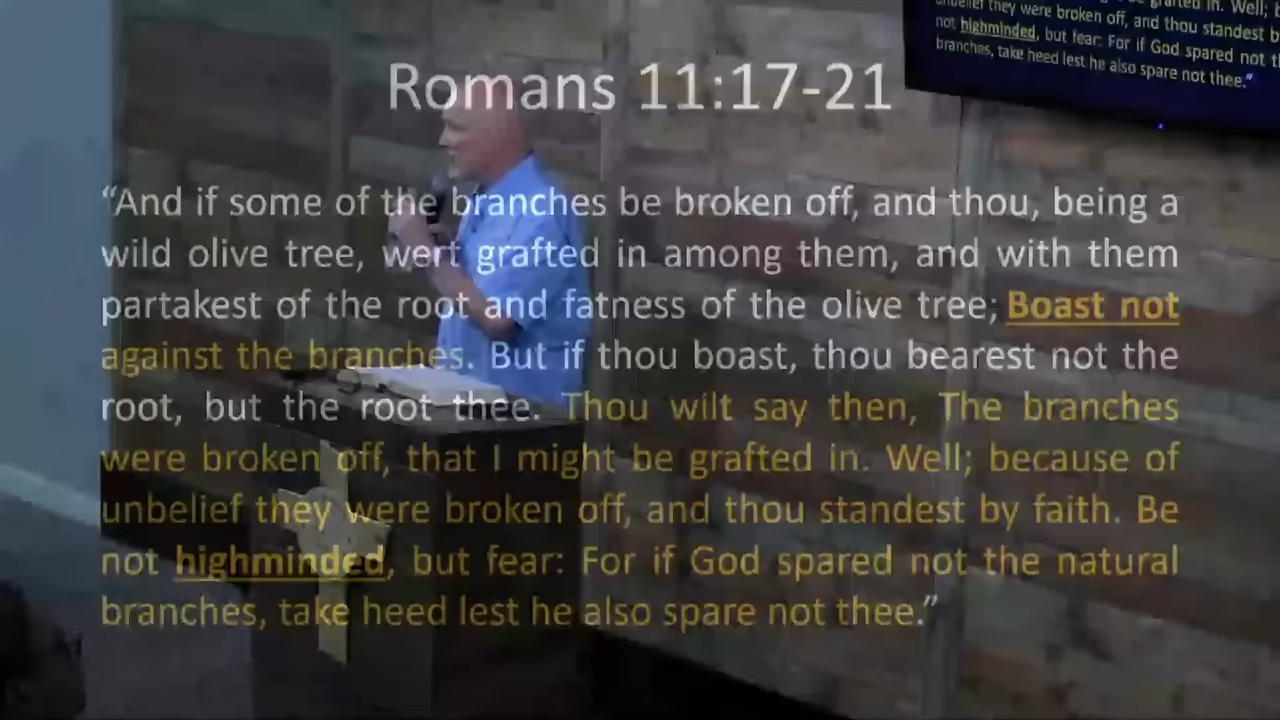 Romans 11:17-21
“And if some of the branches be broken off, and thou, being a
wild olive tree, wert grafted in among them, and with them
partakest of the root and fatness of the olive tree; Boast not
against the branches. But if thou boast, thou bearest not the
root, but the root thee. Thou wilt say then, The branches
were broken off, that I might be grafted in. Well; because of
unbelief they were broken off, and thou standest by faith. Be
not highminded, but fear: For if God spared not the natural
branches, take heed lest he also spare not thee.”
grafted in. Well;
unbelief they were broken off, and thou standest
not highminded, but fear: For if God spared not
branches, take heed lest he also spare not thee.”